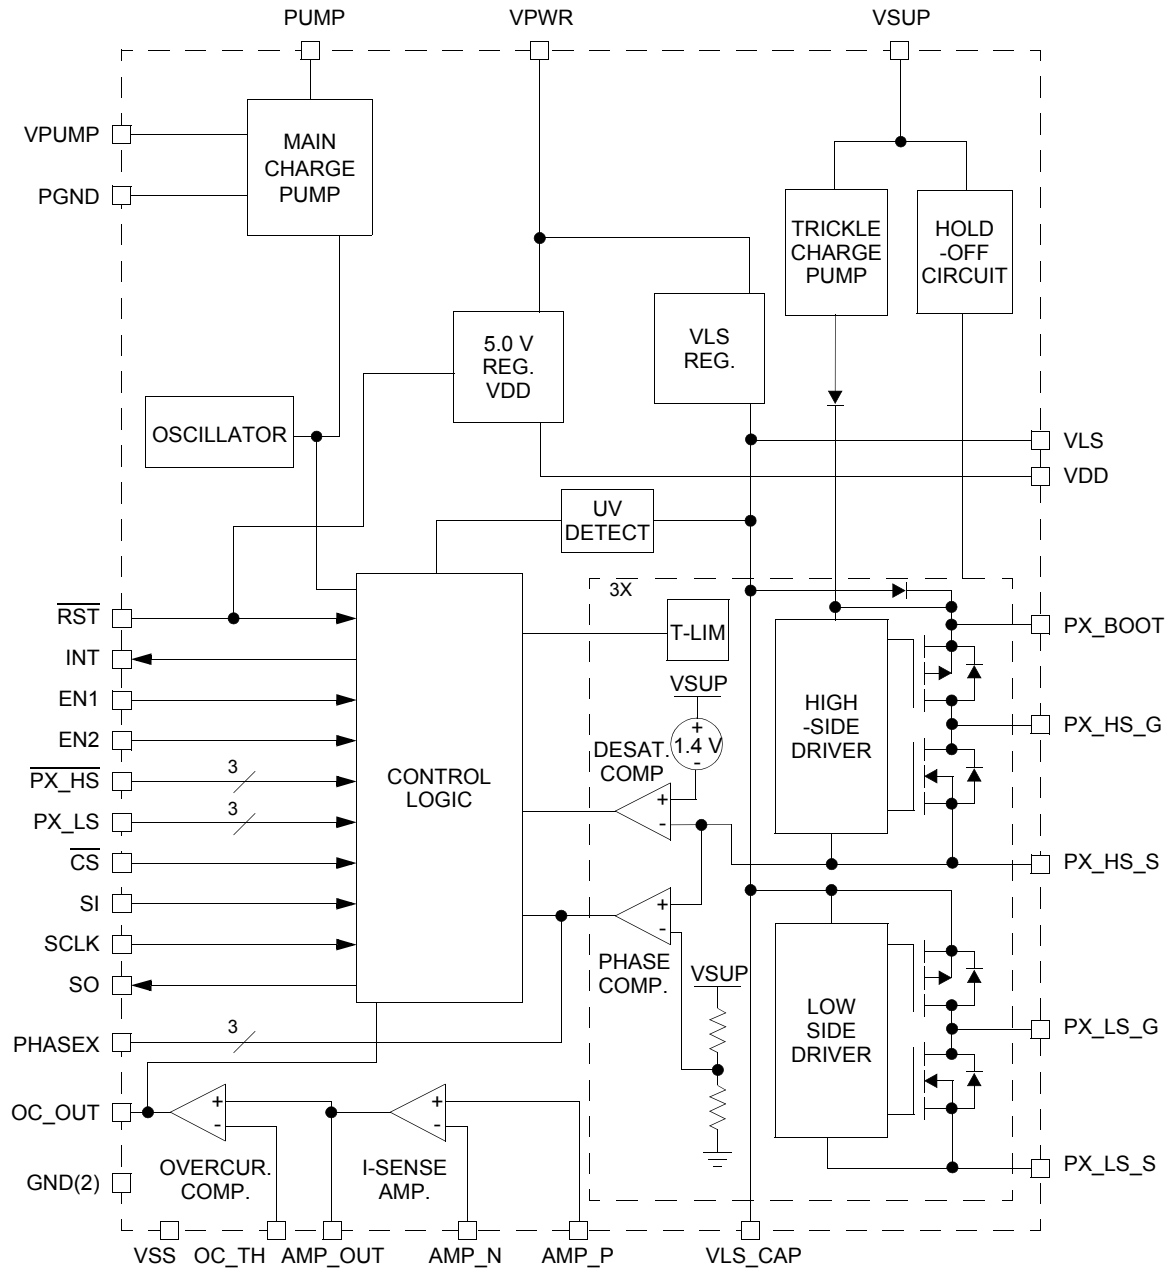 PUMP
VPWR
VSUP
VPUMP
MAIN
CHARGE
PUMP
PGND
TRICKLE
CHARGE
PUMP
HOLD
-OFF
CIRCUIT
5.0 V
REG.
VDD
VLS
REG.
OSCILLATOR
VLS
VDD
UV
DETECT
3X
RST
T-LIM
PX_BOOT
INT
VSUP
EN1
+
1.4 V
-
HIGH
-SIDE
DRIVER
PX_HS_G
EN2
DESAT.
COMP.
PX_HS
3
CONTROL
LOGIC
+
-
PX_LS
3
CS
PX_HS_S
SI
+
-
SCLK
PHASE
COMP.
VSUP
SO
LOW
SIDE
DRIVER
PX_LS_G
PHASEX
3
OC_OUT
+
-
+
-
OVERCUR.
COMP.
I-SENSE
AMP.
PX_LS_S
GND(2)
VSS
OC_TH
AMP_OUT
AMP_N
AMP_P
VLS_CAP